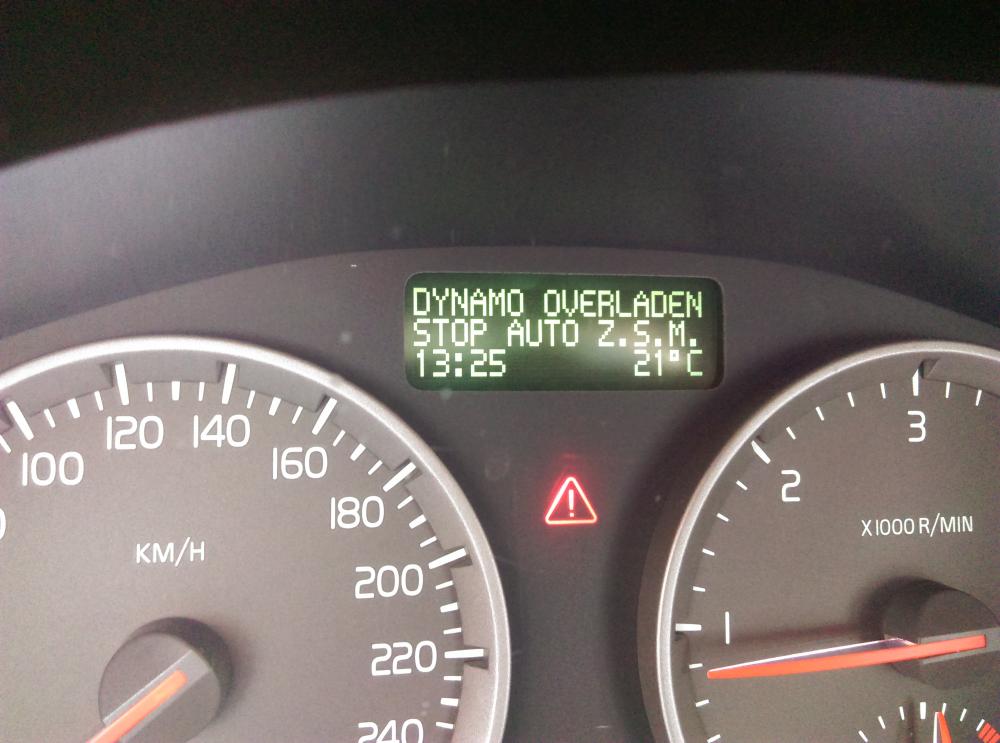 DYNAMO OVERLADEN
STOP AUTO Z.S.M.
13:25 21°C
100
120
140
160
180
200
220
240
KM/H
1
2
3
X1000 R/MIN